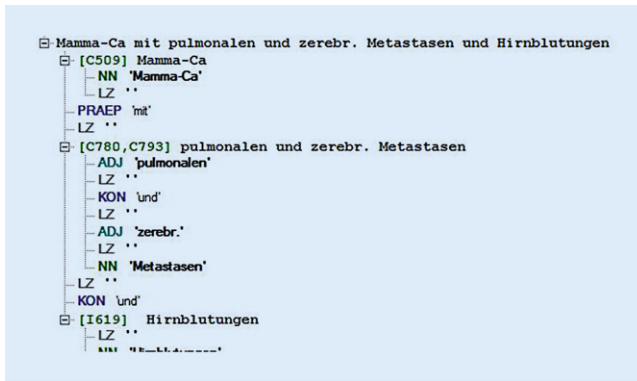 Mamma-Ca mit pulmonalen und zerebr. Metastasen und Hirnblutungen
[C509] Mamma-Ca
NN 'Mamma-Ca'
LZ ' '
PRAEP 'mit'
LZ ' '
[C780,C793] pulmonalen und zerebr. Metastasen
ADJ 'pulmonalen'
LZ ' '
KON 'und'
LZ ' '
ADJ 'zerebr.'
LZ ' '
NN 'Metastasen'
LZ ' '
KON 'und'
[I619] Hirnblutungen
LZ ' '